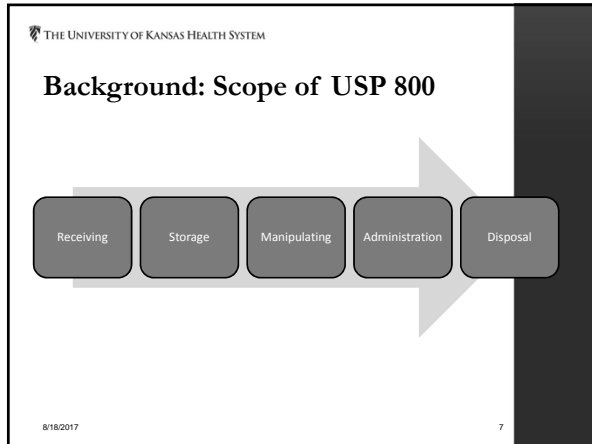 THE UNIVERSITY OF KANSAS HEALTH SYSTEM
Background: Scope of USP 800
Receiving
Storage
Manipulating
Administration
Disposal
8/18/2017
7